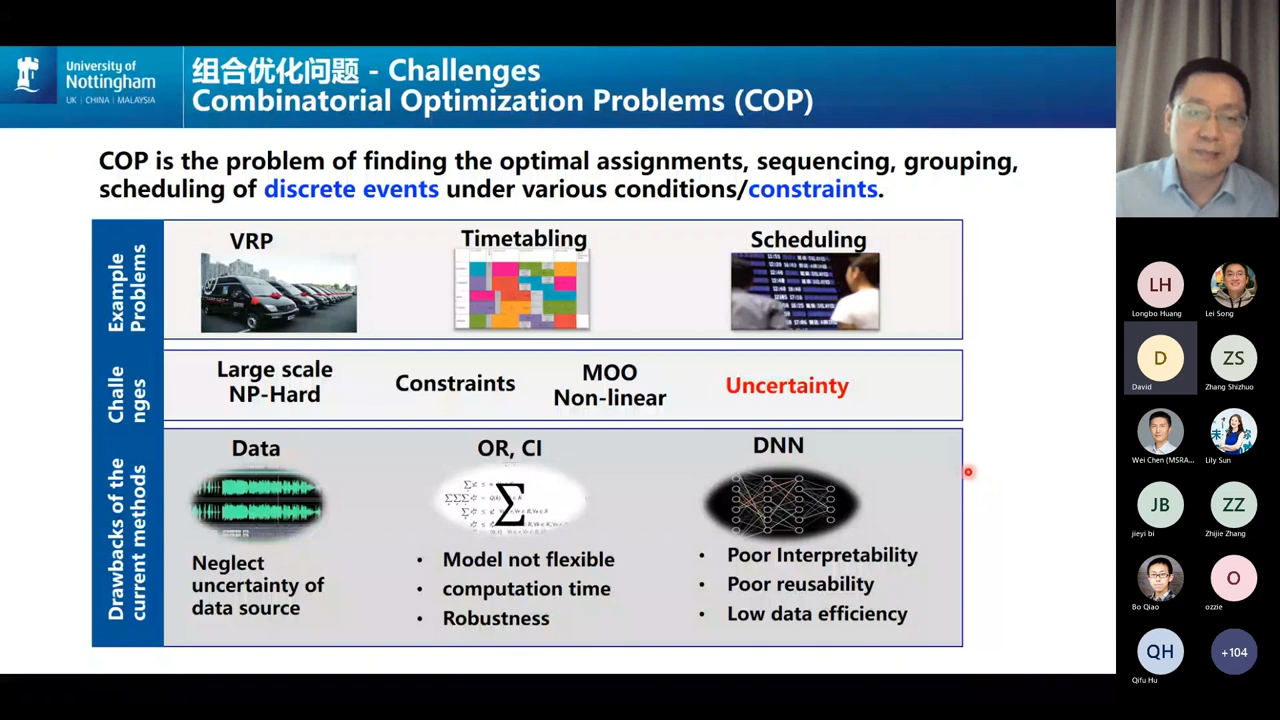 University of
Nottingham
UK | CHINA | MALAYSIA
组合优化问题 - Challenges
Combinatorial Optimization Problems (COP)
COP is the problem of finding the optimal assignments, sequencing, grouping,
scheduling of discrete events under various conditions/constraints.
Example
Problems
VRP
Timetabling
Scheduling
Challe
nges
Large scale
NP-Hard
Constraints
MOO
Non-linear
Uncertainty
Drawbacks of the
current methods
Data
Neglect
uncertainty of
data source
OR, CI
Σ
• Model not flexible
• computation time
• Robustness
DNN
• Poor Interpretability
• Poor reusability
• Low data efficiency
LH
Longbo Huang
Lei Song
D
David
ZS
Zhang Shizhuo
Wei Chen (MSRA...
Lily Sun
JB
jieyi bi
ZZ
Zhijie Zhang
Bo Qiao
O
ozzie
QH
Qifu Hu
+104